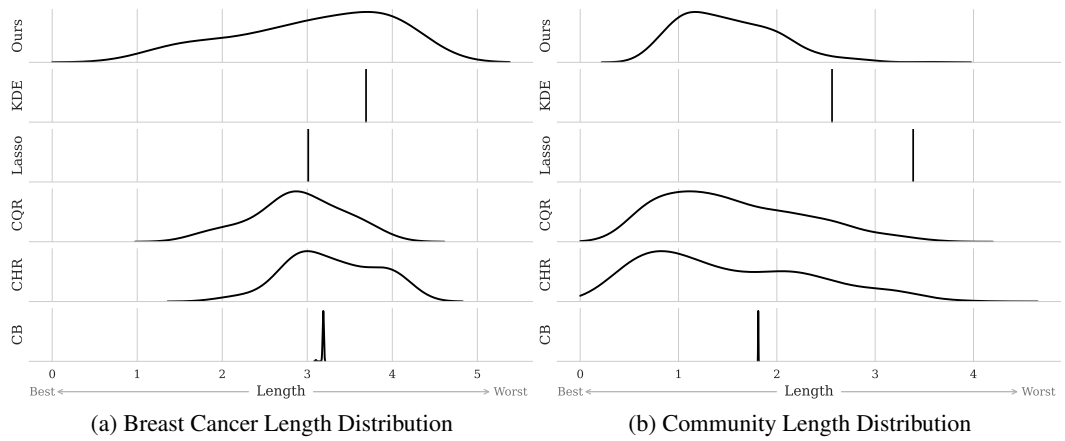 Ours
KDE
Lasso
CQR
CHR
CB
0 1 2 3 4 5
Best Length Worst
(a) Breast Cancer Length Distribution
Ours
KDE
Lasso
CQR
CHR
CB
0 1 2 3 4
Best Length Worst
(b) Community Length Distribution